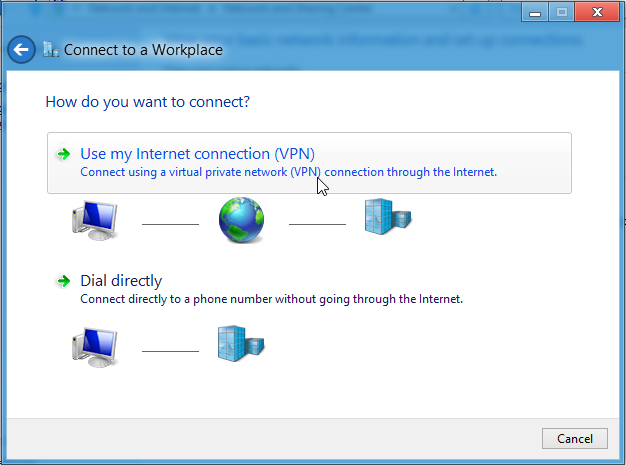 Connect to a Workplace
How do you want to connect?
Use my Internet connection (VPN)
Connect using a virtual private network (VPN) connection through the Internet.
Dial directly
Connect directly to a phone number without going through the Internet.
Cancel